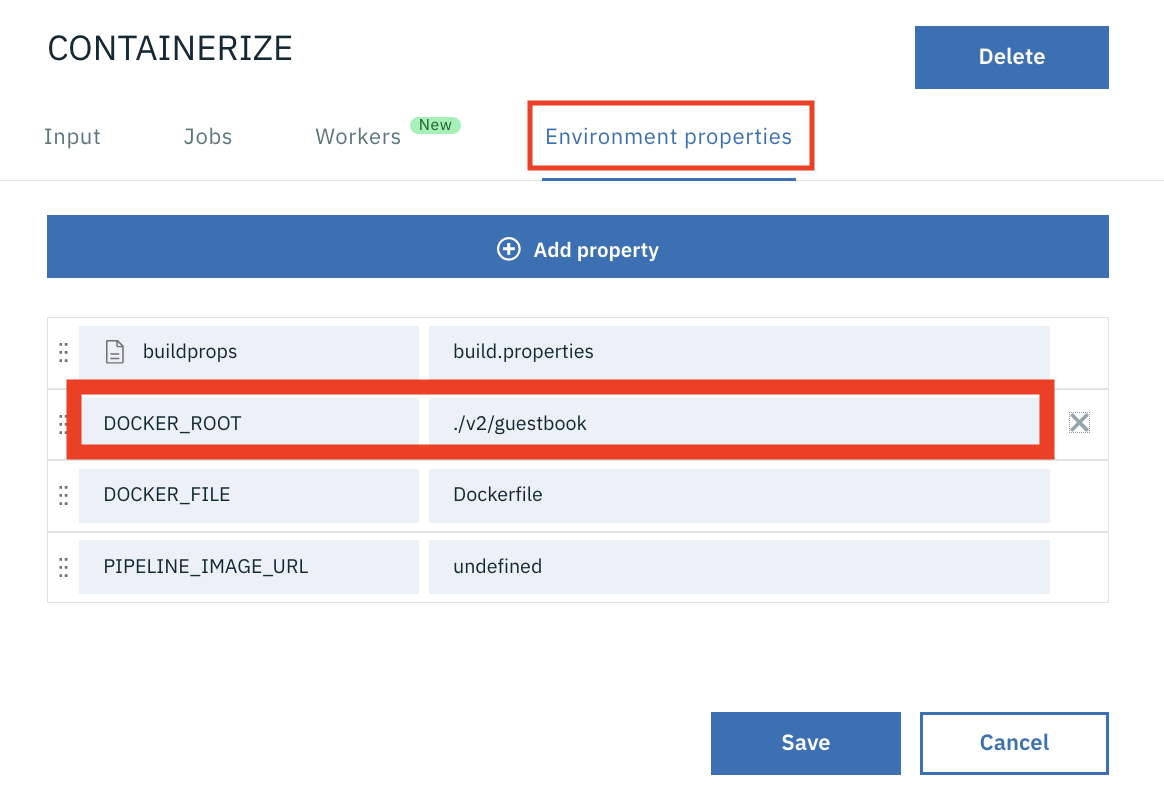 CONTAINERIZE
Delete
Input Jobs Workers New Environment properties
Add property
buildprops build.properties
DOCKER_ROOT ./v2/guestbook
DOCKER_FILE Dockerfile
PIPELINE_IMAGE_URL undefined
Save Cancel